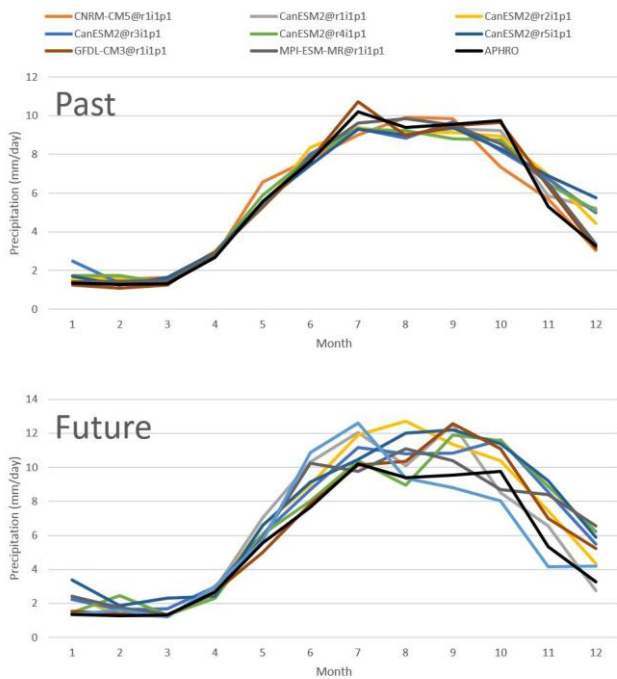 CNRM-CM5@r1i1p1 CanESM2@r1i1p1 CanESM2@r2i1p1
CanESM2@r3i1p1 CanESM2@r4i1p1 CanESM2@r5i1p1
GFDL-CM3@r1i1p1 MPI-ESM-MR@r1i1p1 APHRO
Past
Precipitation (mm/day)
12
10
8
6
4
2
0
1 2 3 4 5 6 7 8 9 10 11 12
Month
Future
Precipitation (mm/day)
14
12
10
8
6
4
2
0
1 2 3 4 5 6 7 8 9 10 11 12
Month